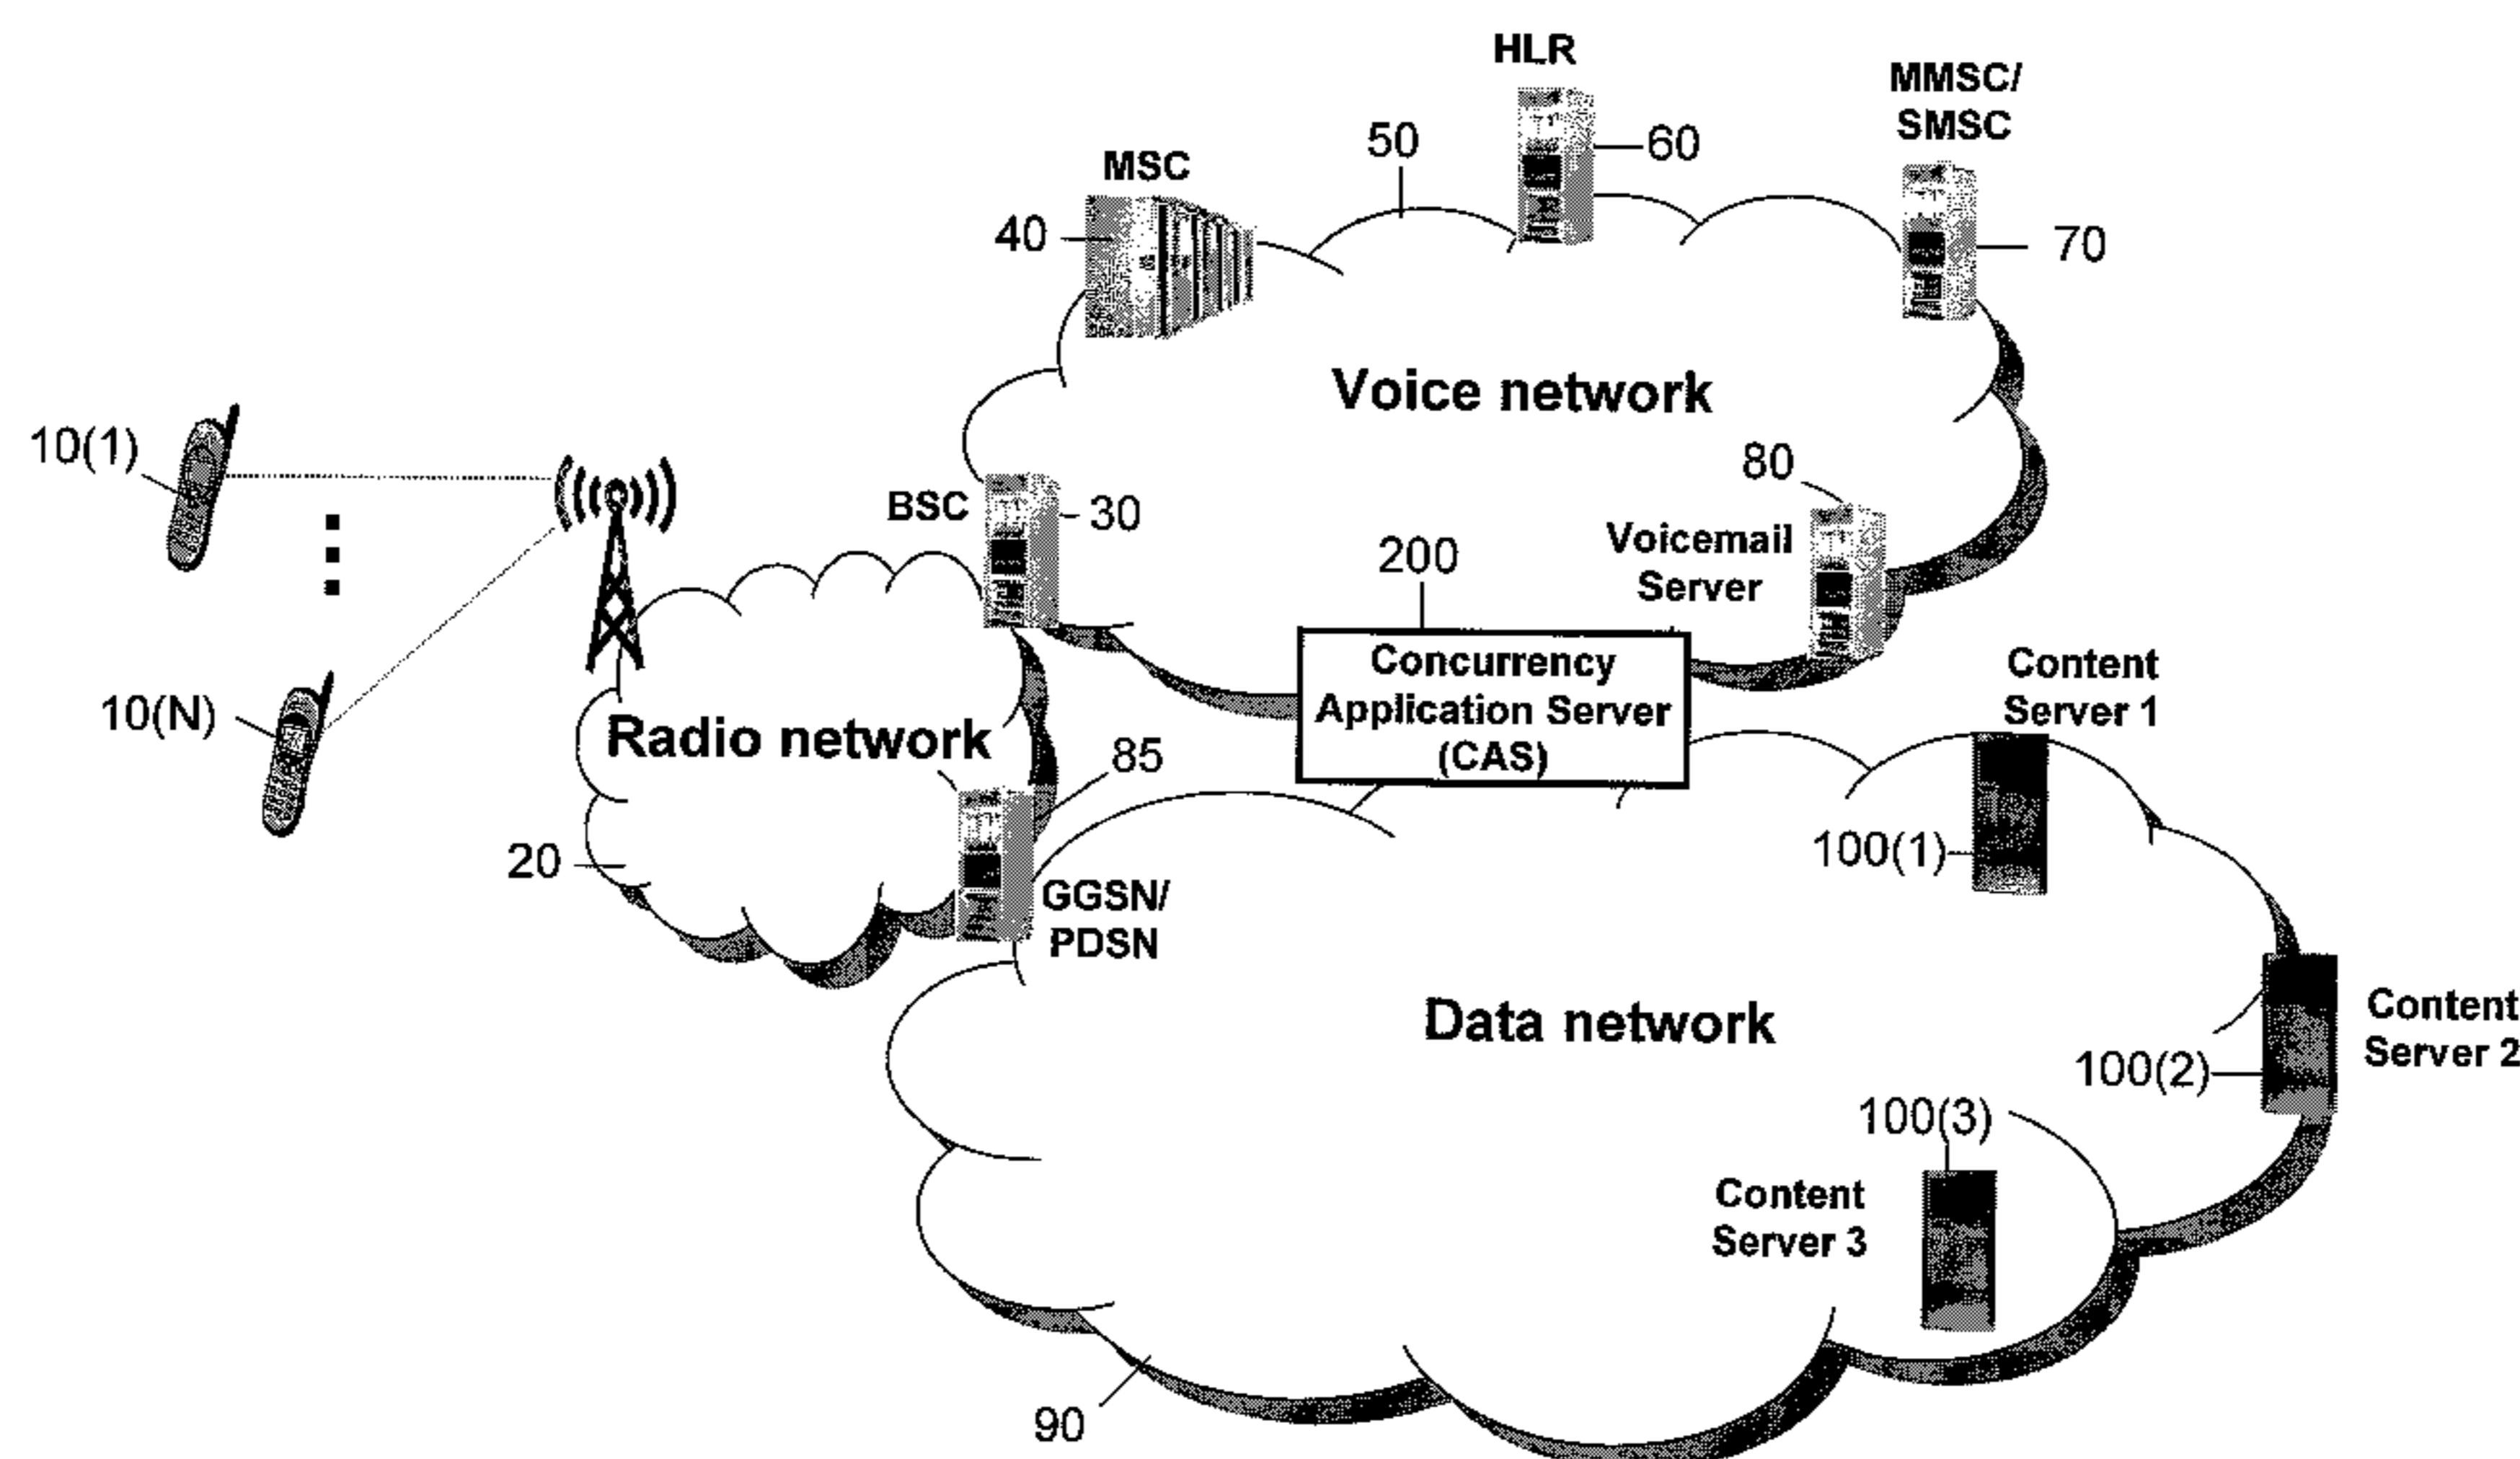 HLR
MMSC/
SMSC
50
60
MSC
40
70
Voice network
10(1)
80
BSC
30
Voicemail
Server
200
Concurrency
Application Server
(CAS)
Content
Server 1
10(N)
Radio network
85
100(1)
20
GGSN/
PDSN
Data network
Content
Server 2
100(2)
100(3)
Content
Server 3
90